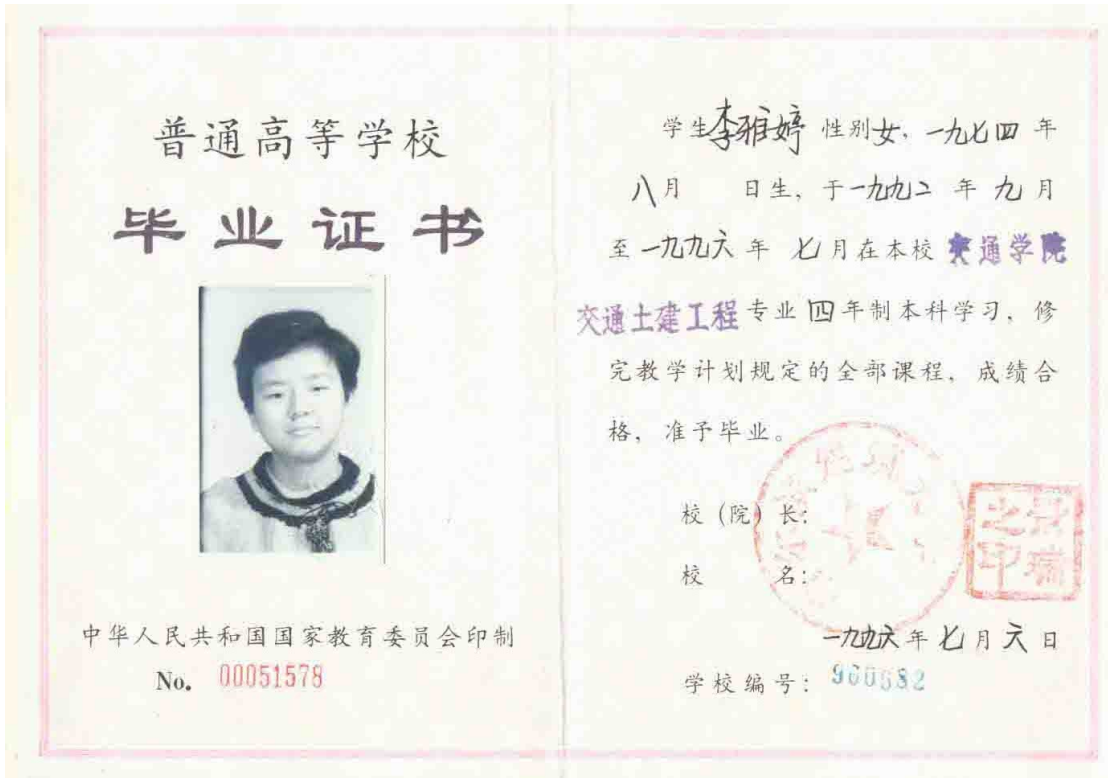 普通高等学校
毕业证书
中华人民共和国国家教育委员会印制
No. 00051578
学生李雅婷 性别女、一九七四年
八月 日生、于一九九二年九月
至一九九六年七月在本校交通学院
交通土建工程专业四年制本科学习、修
完教学计划规定的全部课程、成绩合
格、准予毕业。
校(院)长:
校 名:
之印
一九九六年七月六日
学校编号: 960682